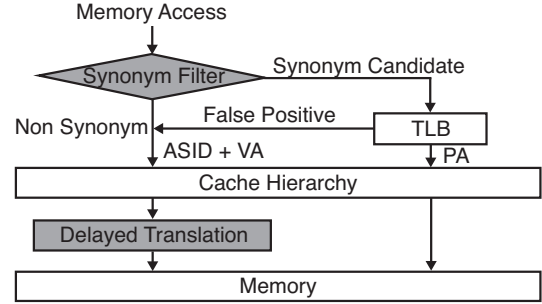 Memory Access
Synonym Filter
Synonym Candidate
Non Synonym
False Positive
TLB
ASID + VA
PA
Cache Hierarchy
Delayed Translation
Memory